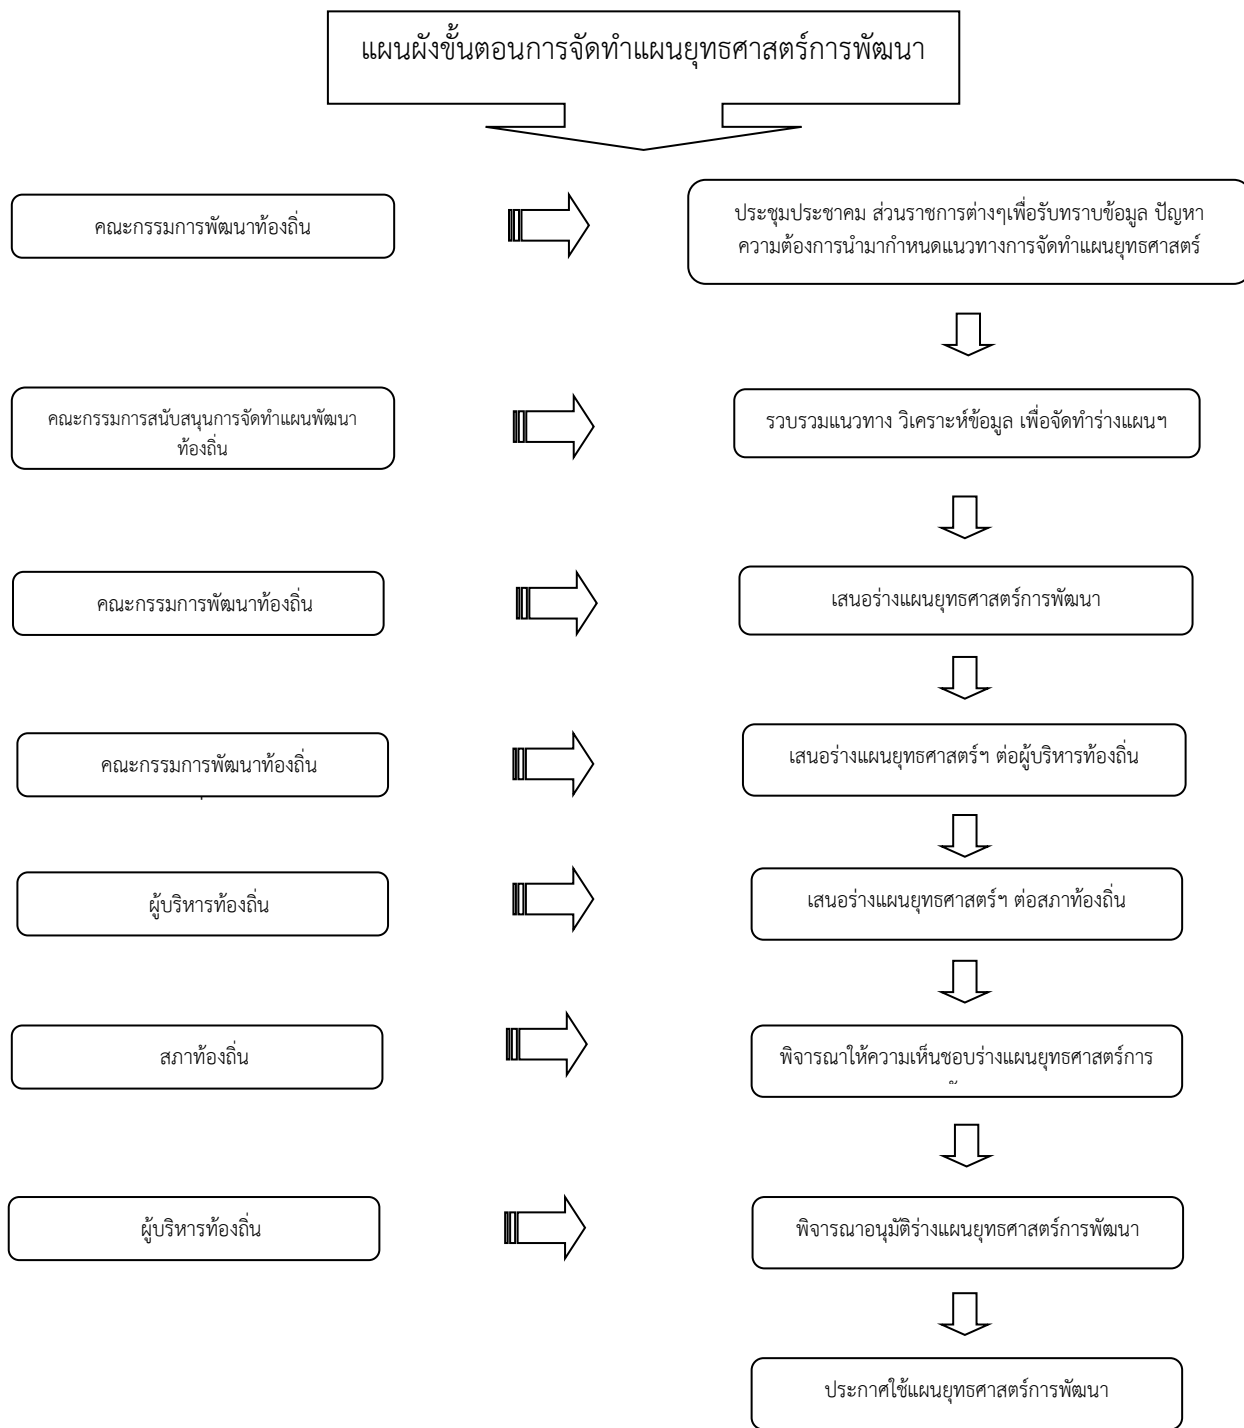 แผนผังขั้นตอนการจัดทำแผนยุทธศาสตร์การพัฒนา
คณะกรรมการพัฒนาท้องถิ่น
ประชุมประชาคม ส่วนราชการต่างๆเพื่อรับทราบข้อมูล ปัญหา
ความต้องการนำมากำหนดแนวทางการจัดทำแผนยุทธศาสตร์
คณะกรรมการสนับสนุนการจัดทำแผนพัฒนา
ท้องถิ่น
รวบรวมแนวทาง วิเคราะห์ข้อมูล เพื่อจัดทำร่างแผนฯ
คณะกรรมการพัฒนาท้องถิ่น
เสนอร่างแผนยุทธศาสตร์การพัฒนา
คณะกรรมการพัฒนาท้องถิ่น
เสนอร่างแผนยุทธศาสตร์ฯ ต่อผู้บริหารท้องถิ่น
ผู้บริหารท้องถิ่น
เสนอร่างแผนยุทธศาสตร์ฯ ต่อสภาท้องถิ่น
สภาท้องถิ่น
พิจารณาให้ความเห็นชอบร่างแผนยุทธศาสตร์การ
ผู้บริหารท้องถิ่น
พิจารณาอนุมัติร่างแผนยุทธศาสตร์การพัฒนา
ประกาศใช้แผนยุทธศาสตร์การพัฒนา